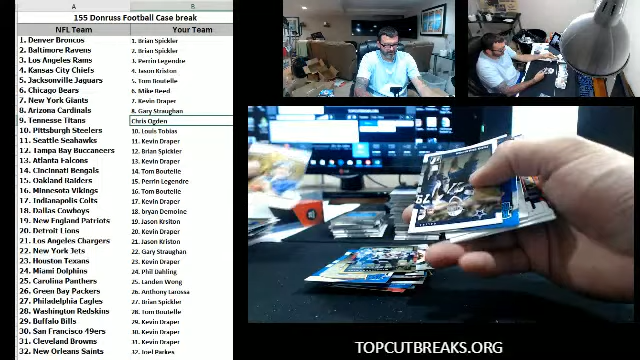 A B
155 Donruss Football Case break
NFL Team Your Team
1. Denver Broncos 1. Brian Spickler
2. Baltimore Ravens 2. Brian Spickler
3. Los Angeles Rams 3. Perrin Legendre
4. Kansas City Chiefs 4. Jason Kriston
5. Jacksonville Jaguars 5. Tom Boutelle
6. Chicago Bears 6. Mike Reed
7. New York Giants 7. Kevin Draper
8. Arizona Cardinals 8. Gary Straughan
9. Tennesse Titans Chris Ogden
10. Pittsburgh Steelers 10. Louis Tobias
11. Seattle Seahawks 11. Kevin Draper
12. Tampa Bay Buccaneers 12. Brian Spickler
13. Atlanta Falcons 13. Kevin Draper
14. Cincinnati Bengals 14. Tom Boutelle
15. Oakland Raiders 15. Perrin Legendre
16. Minnesota Vikings 16. Tom Boutelle
17. Indianapolis Colts 17. Kevin Draper
18. Dallas Cowboys 18. bryan Demoine
19. New England Patriots 19. Jason Kriston
20. Detroit Lions 20. Kevin Draper
21. Los Angeles Chargers 21. Jason Kriston
22. New York Jets 22. Gary Straughan
23. Houston Texans 23. Kevin Draper
24. Miami Dolphins 24. Phil Dahling
25. Carolina Panthers 25. Landen Wong
26. Green Bay Packers 26. Anthony Larossa
27. Philadelphia Eagles 27. Brian Spickler
28. Washington Redskins 28. Tom Boutelle
29. Buffalo Bills 29. Kevin Draper
30. San Francisco 49ers 30. Kevin Draper
31. Cleveland Browns 31. Kevin Draper
32. New Orleans Saints 32. Joel Parkes
TOPCUTBREAKS.ORG